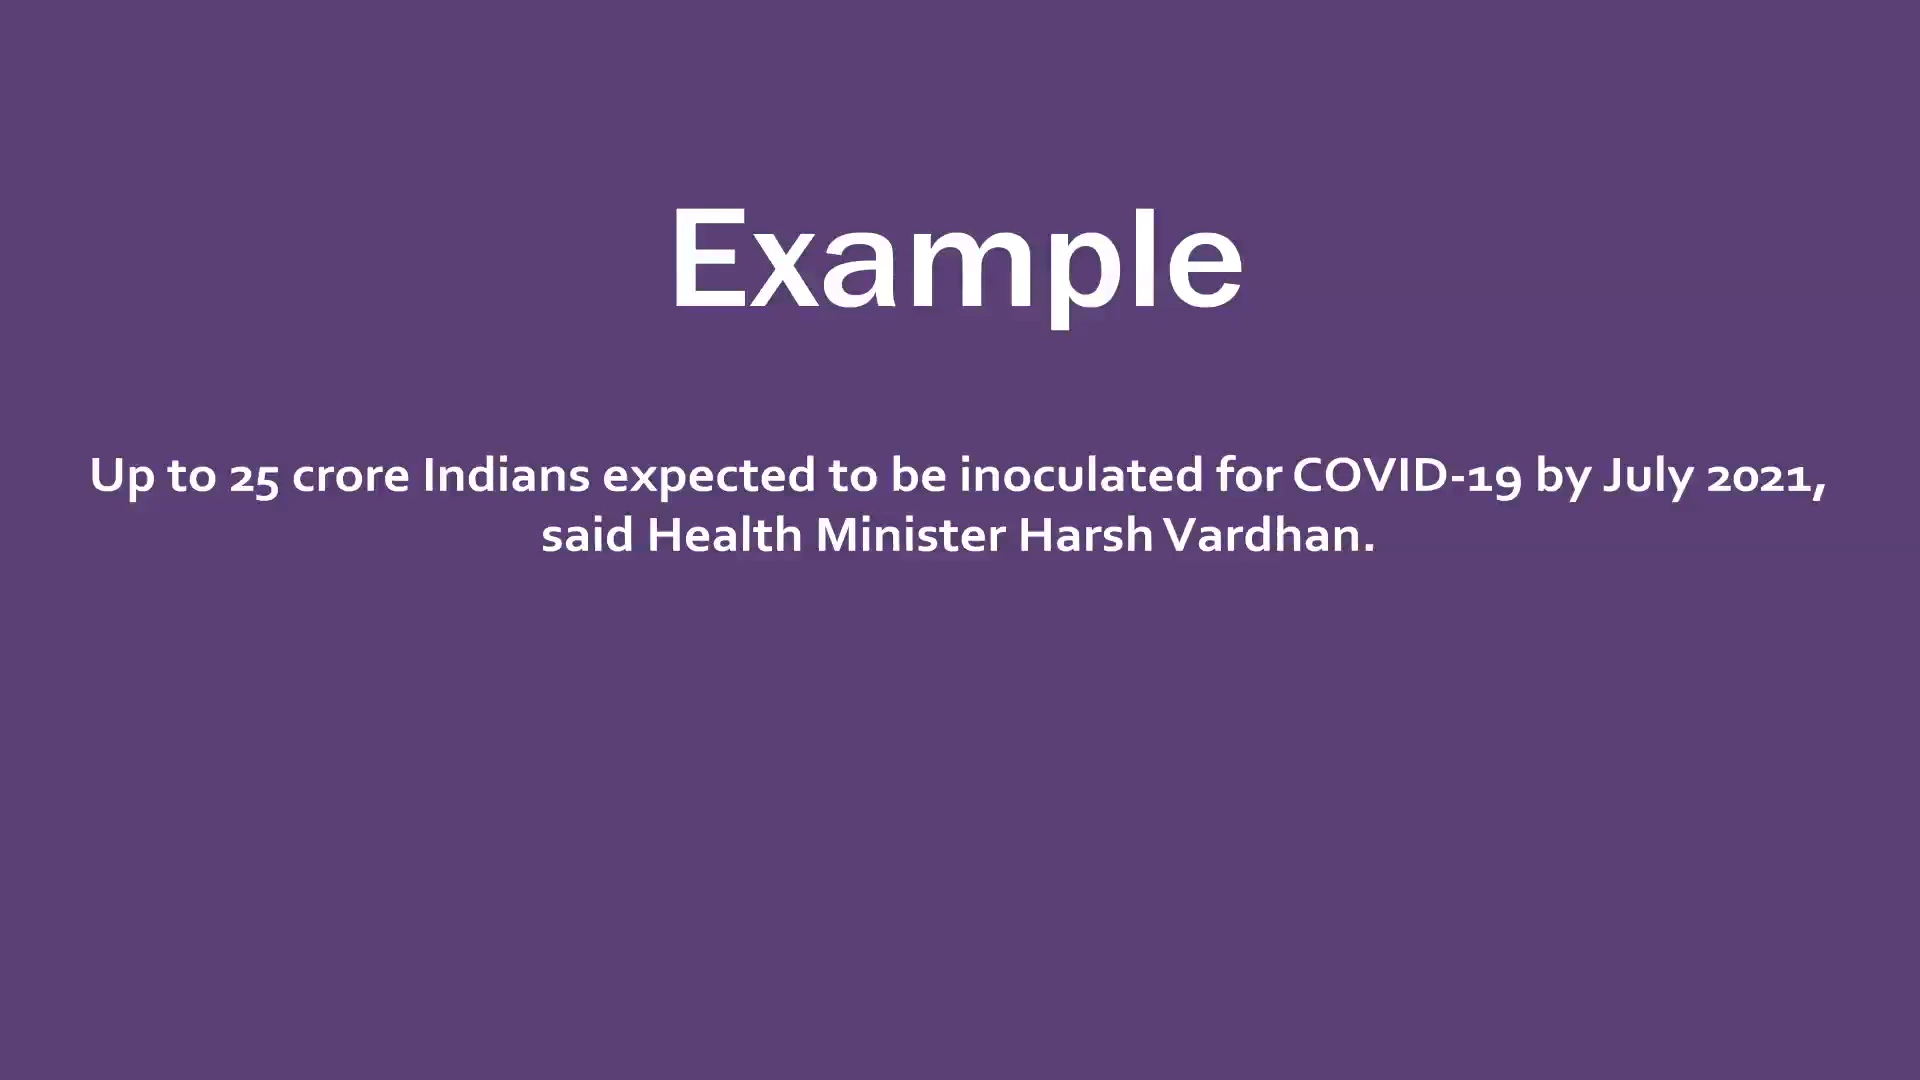 Example
Up to 25 crore Indians expected to be inoculated for COVID-19 by July 2021,
said Health Minister Harsh Vardhan.